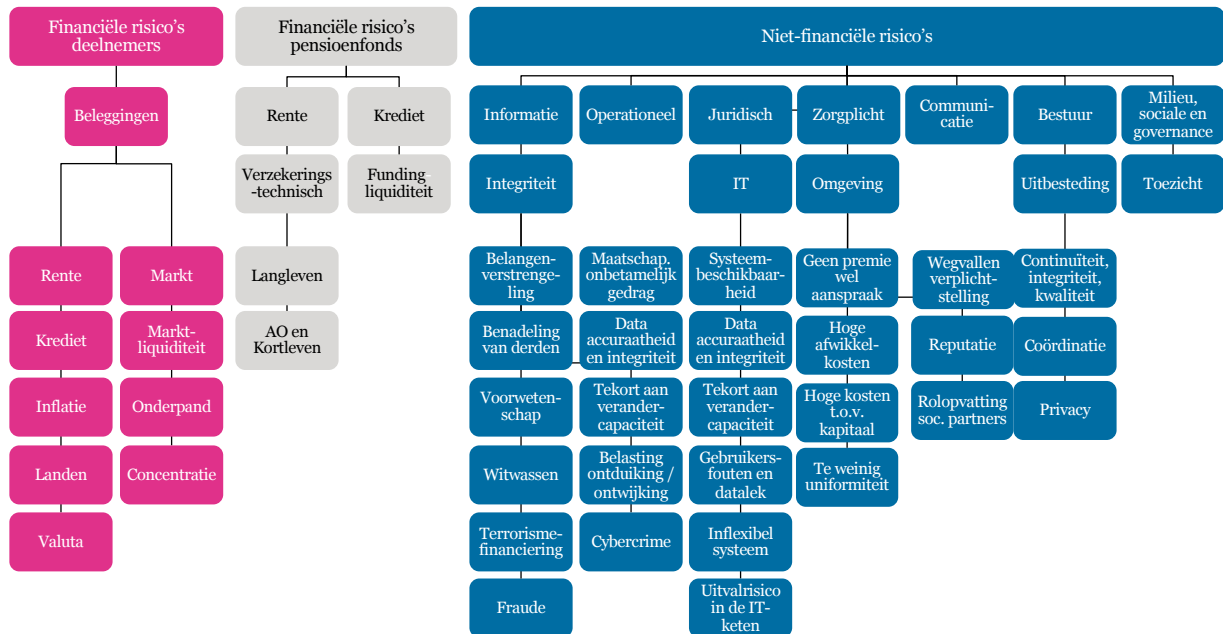 Financiële risico's
deelnemers
Beleggingen
Rente
Krediet
Inflatie
Landen
Valuta
Markt
Markt-
liquiditeit
Onderpand
Concentratie
Financiële risico's
pensioenfonds
Rente
Krediet
Verzekerings
-technisch
Funding-
liquiditeit
Langleven
AO en
Kortleven
Niet-financiële risico's
Informatie
Operationeel
Juridisch
Zorgplicht
Communi-
catie
Bestuur
Milieu,
sociale en
governance
Integriteit
IT
Omgeving
Uitbesteding
Toezicht
Belangen-
verstrenge-
ling
Benadeling
van derden
Voorweten-
schap
Witwassen
Terrorisme-
financiering
Fraude
Maatschap.
onbetamelijk
gedrag
Data
accuraatheid
en integriteit
Tekort aan
verander-
capaciteit
Belasting
ontduiking /
ontwijking
Cybercrime
Systeem-
beschikbaar-
heid
Data
accuraatheid
en integriteit
Tekort aan
verander-
capaciteit
Gebruikers-
fouten en
datalek
Inflexibel
systeem
Uitvalrisico
in de IT-
keten
Geen premie
wel
aanspraak
Hoge
afwikkel-
kosten
Hoge kosten
t.o.v.
kapitaal
Te weinig
uniformiteit
Wegvallen
verplicht-
stelling
Reputatie
Rolopvatting
soc. partners
Continuïteit,
integriteit,
kwaliteit
Coördinatie
Privacy